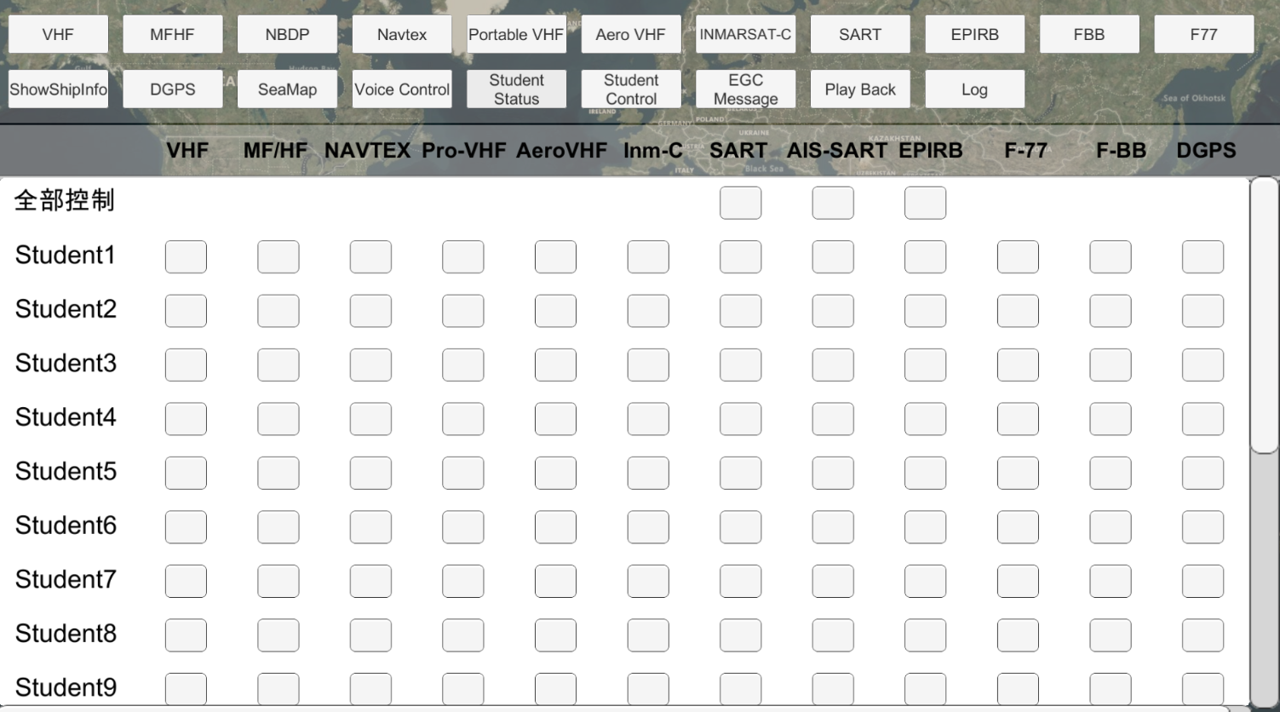 VHF MFHF NBDP Navtex Portable VHF Aero VHF INMARSAT-C SART EPIRB FBB F77
ShowShipInfo DGPS SeaMap Voice Control Student Status Student Control EGC Message Play Back Log
Sea of Okhotsk
IRELAND
GERMANY
POLAND
UKRAINE
KAZAKHSTAN
ITALY
Black Sea
VHF MF/HF NAVTEX Pro-VHF AeroVHF Inm-C SART AIS-SART EPIRB F-77 F-BB DGPS
全部控制
Student1
Student2
Student3
Student4
Student5
Student6
Student7
Student8
Student9